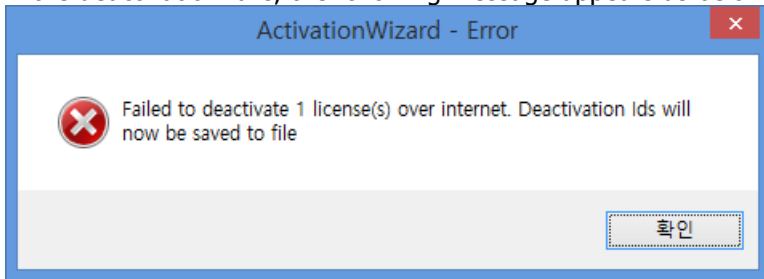 ActivationWizard - Error
Failed to deactivate 1 license(s) over internet. Deactivation Ids will
now be saved to file
확인